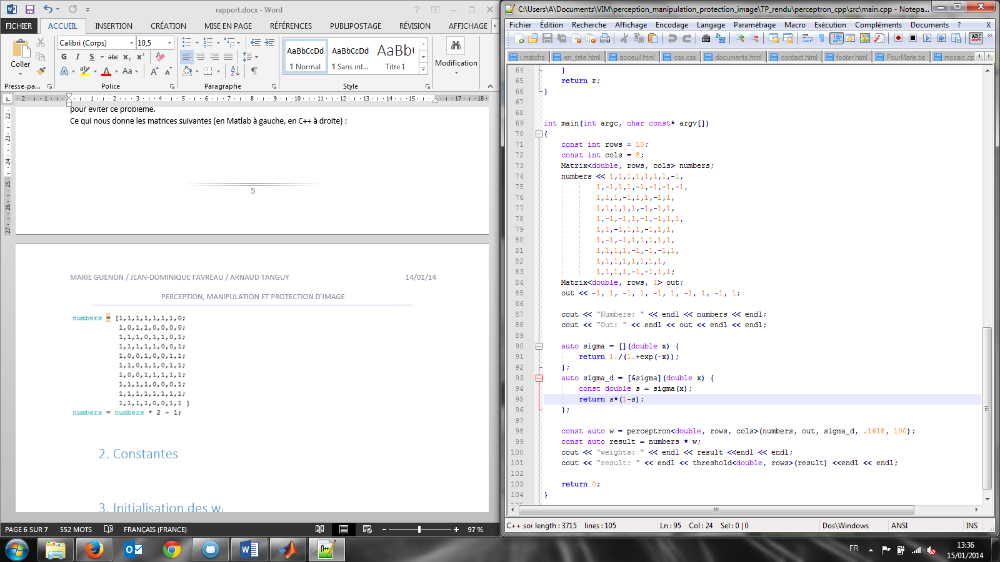 rapport.docx - Word
FICHIER ACCUEIL INSERTION CRÉATION MISE EN PAGE RÉFÉRENCES PUBLIPOSTAGE RÉVISION AFFICHAGE
Coller
Calibri (Corps) 10,5
G I S abc x₂ x²
A ab A Aa A A
AaBbCcDd AaBbCcDd AaBbC
¶ Normal ¶ Sans int... Titre 1
Modification
Presse-pa... Police Paragraphe Style
pour éviter ce problème.
Ce qui nous donne les matrices suivantes (en Matlab à gauche, en C++ à droite) :
5
MARIE GUENON / JEAN-DOMINIQUE FAVREAU / ARNAUD TANGUY 14/01/14
PERCEPTION, MANIPULATION ET PROTECTION D'IMAGE
numbers = [1,1,1,1,1,1,1,0;
1,0,1,1,0,0,0,0;
1,1,1,0,1,1,0,1;
1,1,1,1,1,0,0,1;
1,0,0,1,0,0,1,1;
1,1,0,1,1,0,1,1;
1,0,0,1,1,1,1,1;
1,1,1,1,0,0,0,1;
1,1,1,1,1,1,1,1;
1,1,1,1,0,0,1,1 ]
numbers = numbers * 2 - 1;
2. Constantes
3. Initialisation des wᵢ
PAGE 6 SUR 7 552 MOTS FRANÇAIS (FRANCE) 97 %
C:\Users\A\Documents\VIM\perception_manipulation_protection_image\TP_rendu\perceptron_cpp\src\main.cpp - Notepa...
Fichier Édition Recherche Affichage Encodage Langage Paramétrage Macro Exécution Compléments Documents ? X
i.matchs en_tete.html acceuil.html css.css documents.html contact.html footer.html PourMarie.txt mosaic.cp
64 }
65 return r;
66 }
67
68
69 int main(int argc, char const* argv[])
70 {
71 const int rows = 10;
72 const int cols = 8;
73 Matrix<double, rows, cols> numbers;
74 numbers << 1,1,1,1,1,1,1,-1,
75 1,-1,1,1,-1,-1,-1,-1,
76 1,1,1,-1,1,1,-1,1,
77 1,1,1,1,1,-1,-1,1,
78 1,-1,-1,1,-1,-1,1,1,
79 1,1,-1,1,1,-1,1,1,
80 1,-1,-1,1,1,1,1,1,
81 1,1,1,1,-1,-1,-1,1,
82 1,1,1,1,1,1,1,1,
83 1,1,1,1,-1,-1,1,1;
84 Matrix<double, rows, 1> out;
85 out << -1, 1, -1, 1, -1, 1, -1, 1, -1, 1;
86
87 cout << "Numbers: " << endl << numbers << endl;
88 cout << "Out: " << endl << out << endl << endl;
89
90 auto sigma = [](double x) {
91 return 1./(1.+exp(-x));
92 };
93 auto sigma_d = [&sigma](double x) {
94 const double s = sigma(x);
95 return s*(1-s);
96 };
97
98 const auto w = perceptron<double, rows, cols>(numbers, out, sigma_d, .1618, 100);
99 const auto result = numbers * w;
100 cout << "weights: " << endl << result <<endl << endl;
101 cout << "result: " << endl << threshold<double, rows>(result) <<endl << endl;
102
103 return 0;
104 }
C++ sou length : 3715 lines : 105 Ln : 95 Col : 24 Sel : 0 | 0 Dos\Windows ANSI INS
FR 13:36
15/01/2014